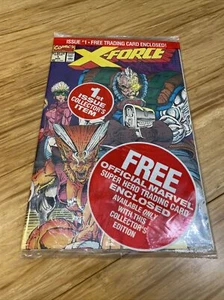 ISSUE #1 - FREE TRADING CARD ENCLOSED!
COMICS
X-FORCE
1st
ISSUE
COLLECTOR'S
ITEM
FREE
OFFICIAL MARVEL
SUPER HERO TRADING CARD
ENCLOSED
AVAILABLE ONLY
WITH THIS
COLLECTOR'S
EDITION